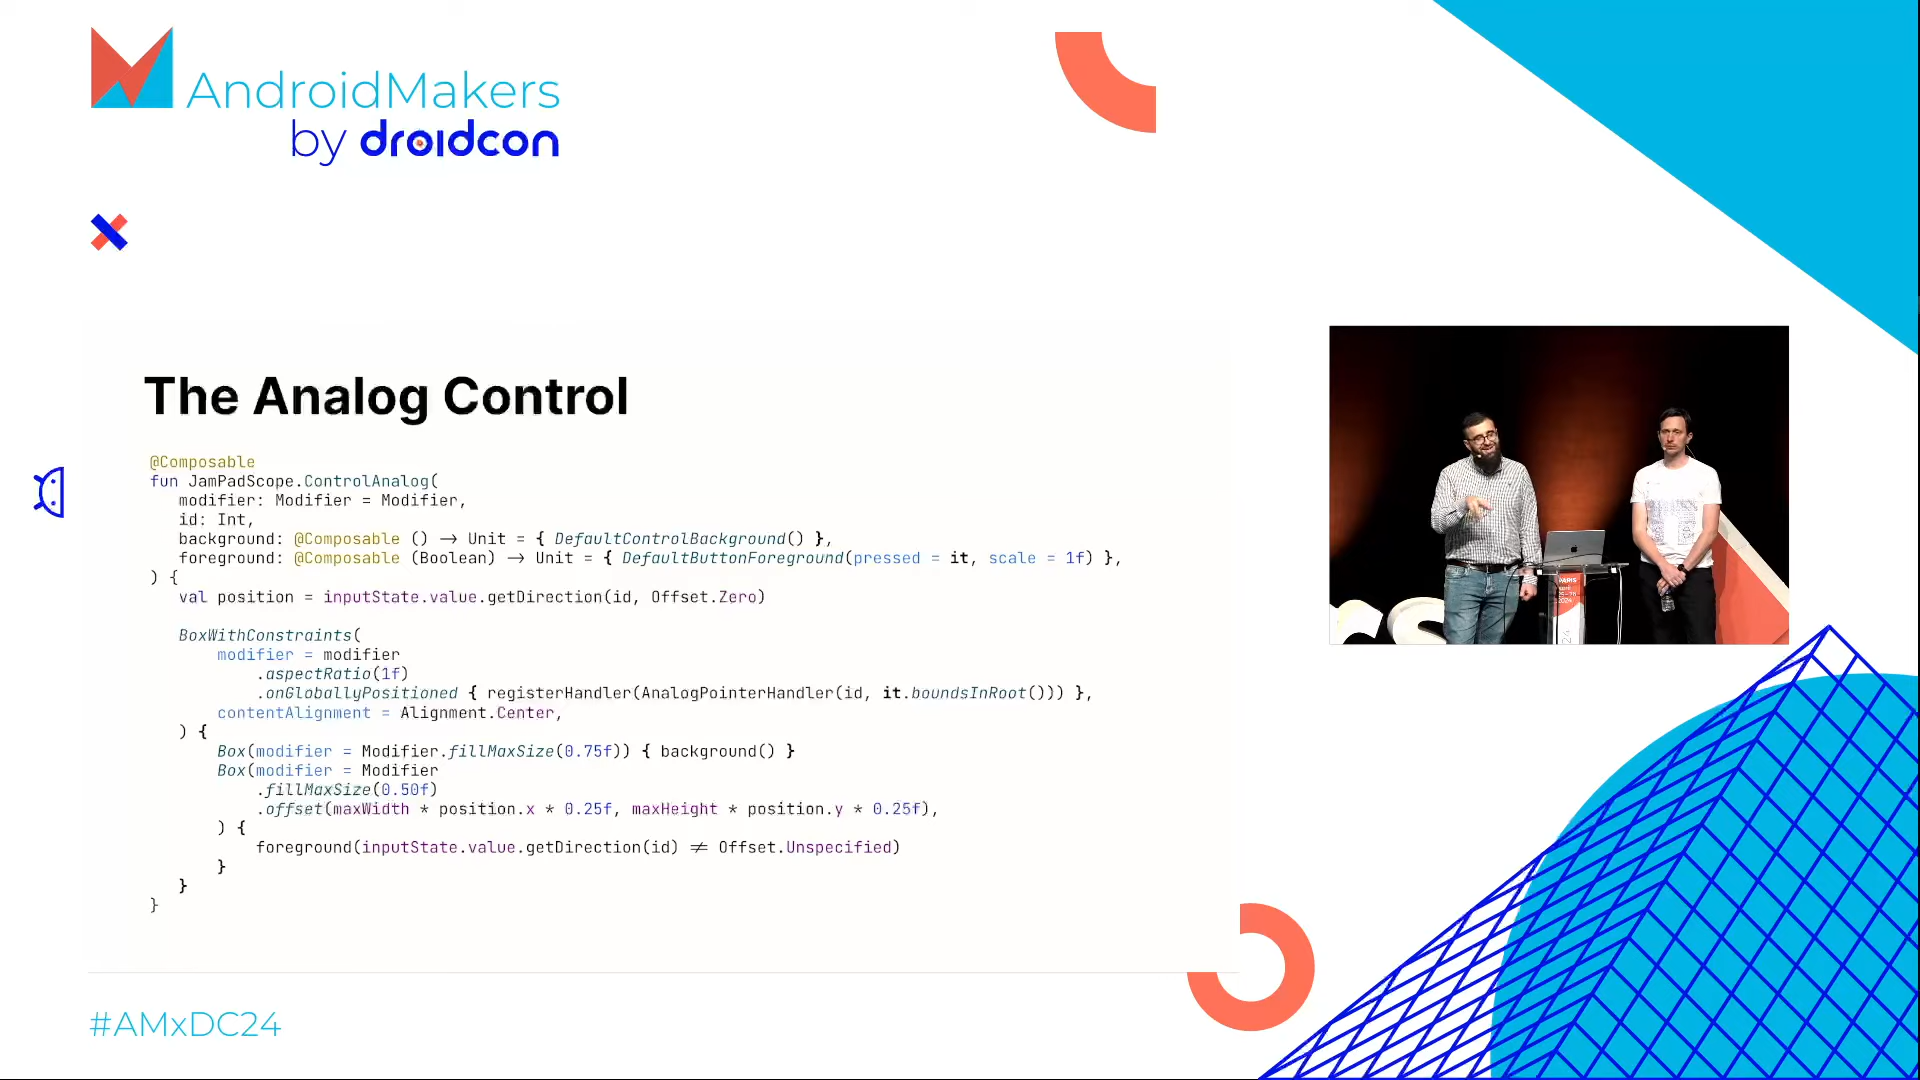 AndroidMakers
by droidcon
The Analog Control
@Composable
fun JamPadScope.ControlAnalog(
modifier: Modifier = Modifier,
id: Int,
background: @Composable () → Unit = { DefaultControlBackground() },
foreground: @Composable (Boolean) → Unit = { DefaultButtonForeground(pressed = it, scale = 1f) },
) {
val position = inputState.value.getDirection(id, Offset.Zero)
BoxWithConstraints(
modifier = modifier
.aspectRatio(1f)
.onGloballyPositioned { registerHandler(AnalogPointerHandler(id, it.boundsInRoot())) },
contentAlignment = Alignment.Center,
) {
Box(modifier = Modifier.fillMaxSize(0.75f)) { background() }
Box(modifier = Modifier
.fillMaxSize(0.50f)
.offset(maxWidth * position.x * 0.25f, maxHeight * position.y * 0.25f),
) {
foreground(inputState.value.getDirection(id) ≠ Offset.Unspecified)
}
}
}
PARIS
2024
#AMxDC24